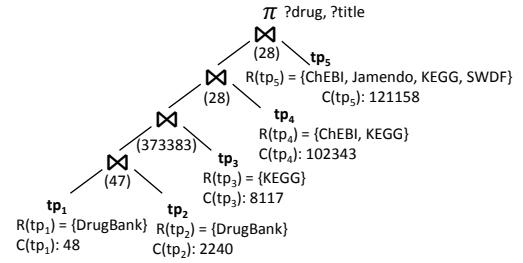 π ?drug, ?title
⋈
(28)
tp5
R(tp5) = {ChEBI, Jamendo, KEGG, SWDF}
C(tp5): 121158
⋈
(28)
tp4
R(tp4) = {ChEBI, KEGG}
C(tp4): 102343
⋈
(373383)
tp3
R(tp3) = {KEGG}
C(tp3): 8117
⋈
(47)
tp1
R(tp1) = {DrugBank}
C(tp1): 48
tp2
R(tp2) = {DrugBank}
C(tp2): 2240